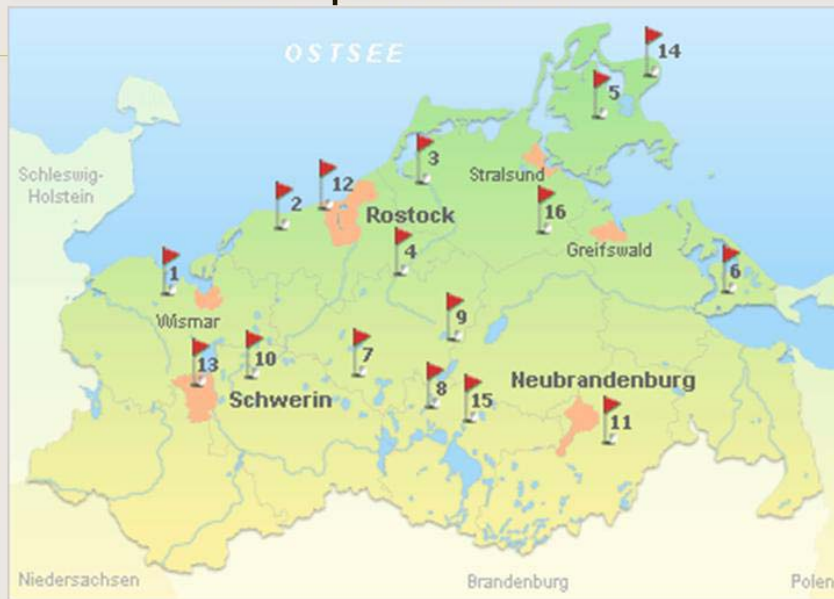 OSTSEE
14
5
Schleswig-
Holstein
3
Stralsund
12
2
Rostock
16
Greifswald
4
1
6
Wismar
9
13
10
7
Schwerin
8
15
Neubrandenburg
11
Niedersachsen
Brandenburg
Polen